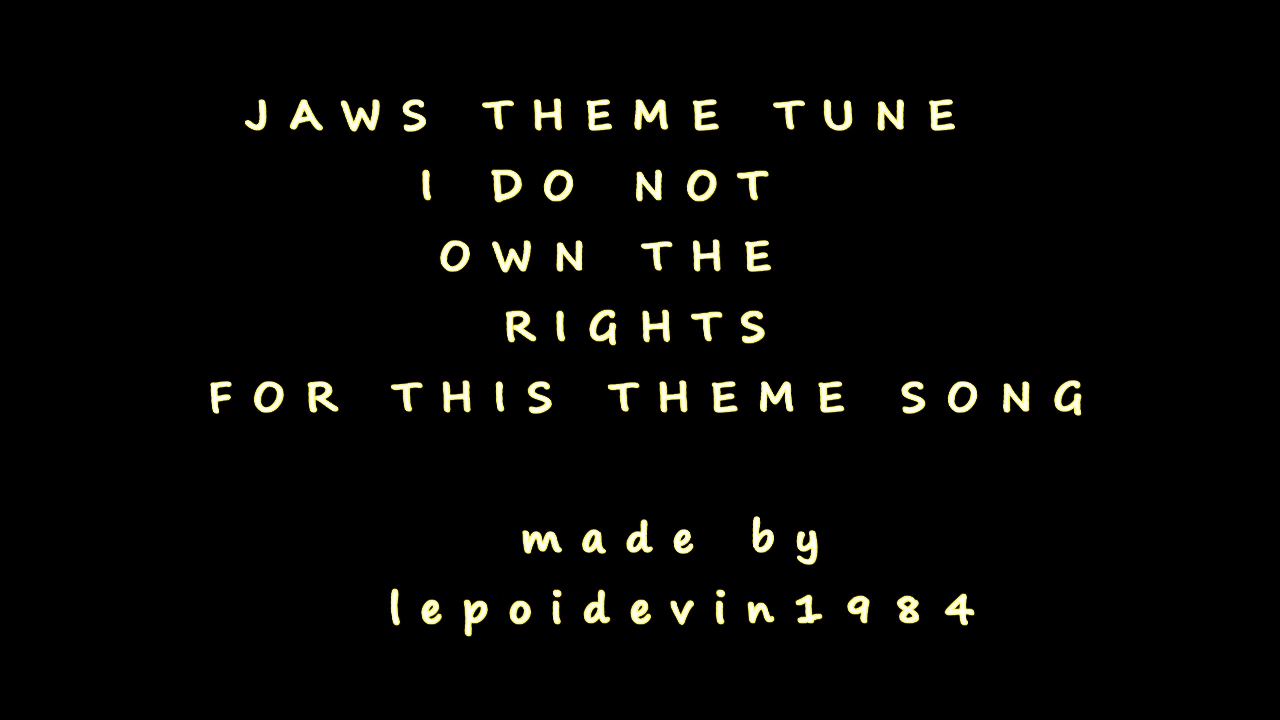 JAWS THEME TUNE
I DO NOT
OWN THE
RIGHTS
FOR THIS THEME SONG
made by
lepoidevin1984